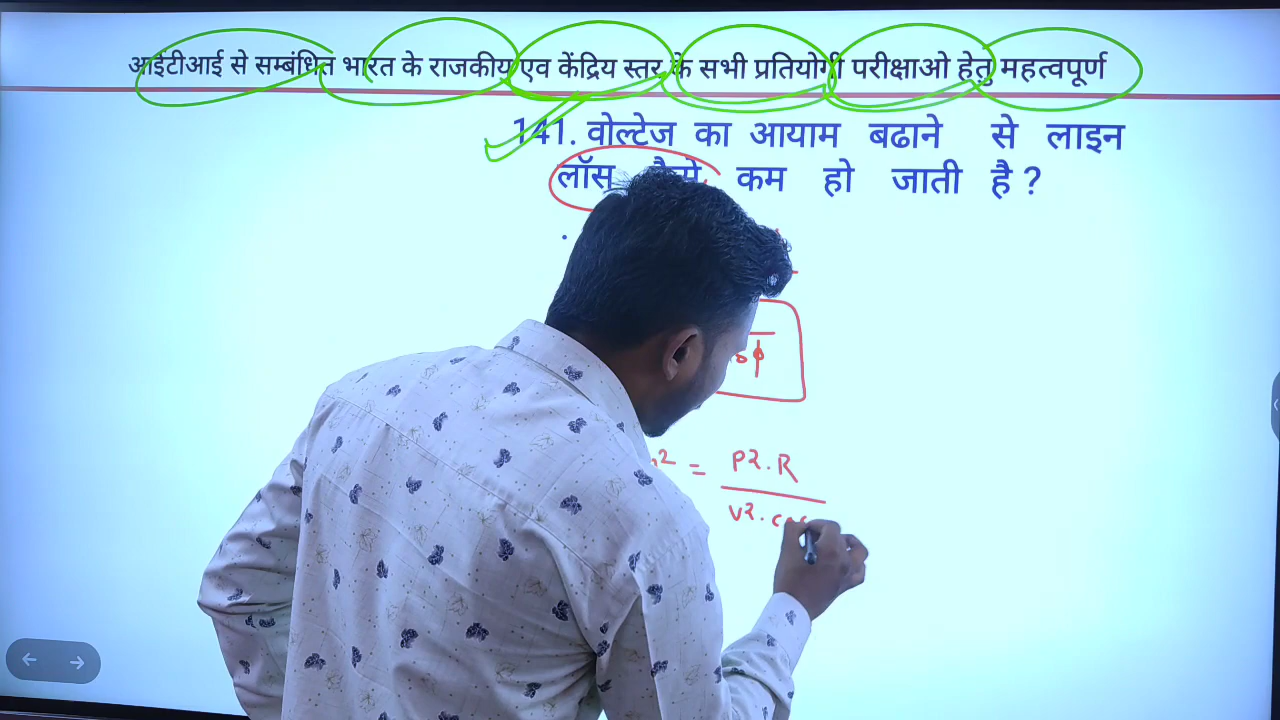 आईटीआई से सम्बंधित भारत के राजकीय एव केंद्रिय स्तर के सभी प्रतियोगी परीक्षाओ हेतु महत्वपूर्ण
141. वोल्टेज का आयाम बढाने से लाइन
लॉस कैसे कम हो जाती है ?
= P2. R
V2. cos